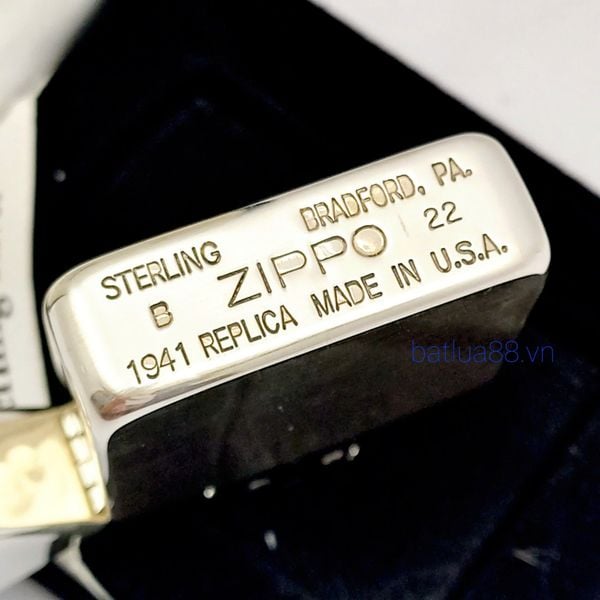 STERLING BRADFORD, PA.
B ZIPPO 22
1941 REPLICA MADE IN U.S.A.
batlua88.vn